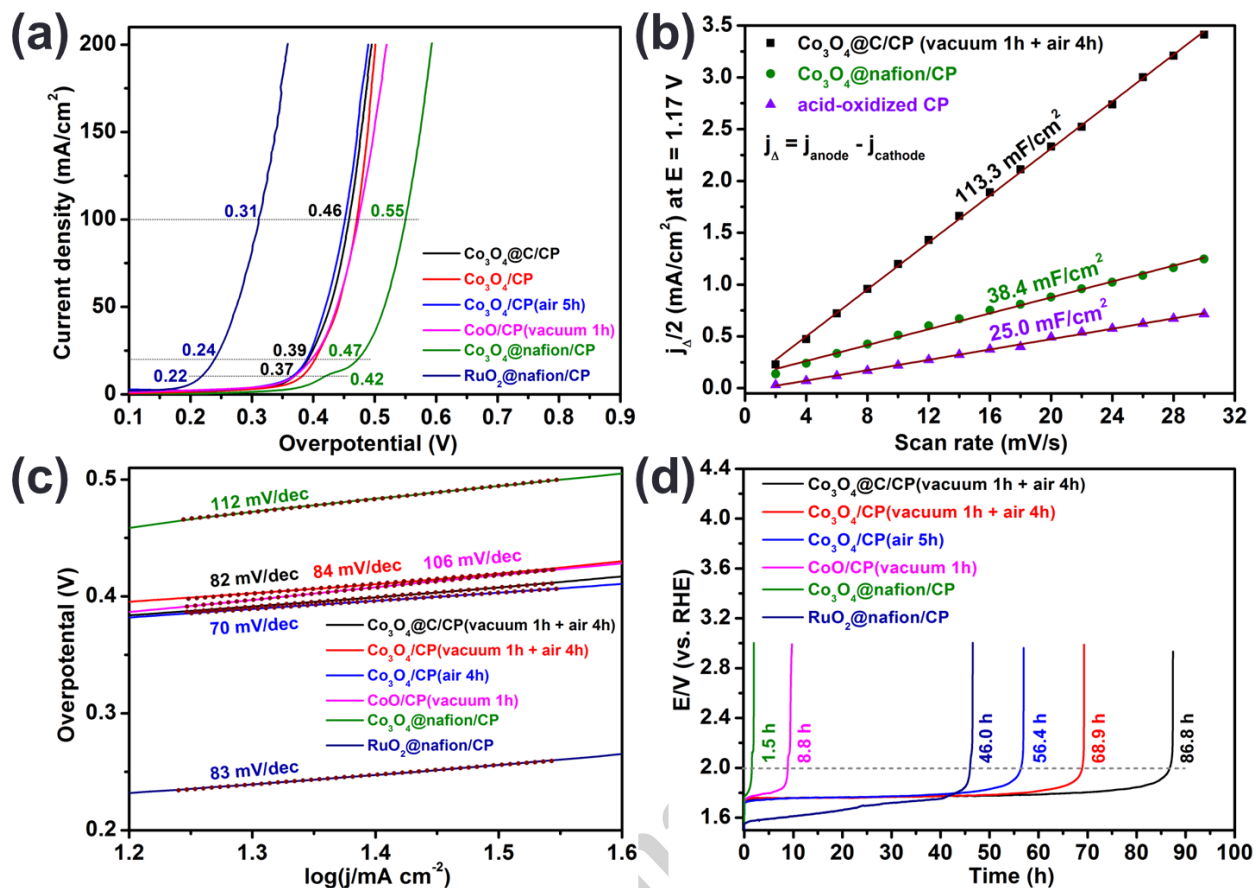 (a)
200
150
100
50
0
Current density (mA/cm²)
0.31
0.46
0.55
0.24
0.39
0.47
0.22
0.37
0.42
Co₃O₄@C/CP
Co₃O₄/CP
Co₃O₄/CP(air 5h)
CoO/CP(vacuum 1h)
Co₃O₄@nafion/CP
RuO₂@nafion/CP
0.1 0.2 0.3 0.4 0.5 0.6 0.7 0.8 0.9
Overpotential (V)
(b)
3.5
3.0
2.5
2.0
1.5
1.0
0.5
0.0
j_Δ/2 (mA/cm²) at E = 1.17 V
Co₃O₄@C/CP (vacuum 1h + air 4h)
Co₃O₄@nafion/CP
acid-oxidized CP
j_Δ = j_anode - j_cathode
113.3 mF/cm²
38.4 mF/cm²
25.0 mF/cm²
0 4 8 12 16 20 24 28 32
Scan rate (mV/s)
(c)
0.5
0.4
0.3
0.2
Overpotential (V)
112 mV/dec
106 mV/dec
82 mV/dec
84 mV/dec
70 mV/dec
Co₃O₄@C/CP(vacuum 1h + air 4h)
Co₃O₄/CP(vacuum 1h + air 4h)
Co₃O₄/CP(air 4h)
CoO/CP(vacuum 1h)
Co₃O₄@nafion/CP
RuO₂@nafion/CP
83 mV/dec
1.2 1.3 1.4 1.5 1.6
log(j/mA cm⁻²)
(d)
4.4
4.0
3.6
3.2
2.8
2.4
2.0
1.6
E/V (vs. RHE)
Co₃O₄@C/CP(vacuum 1h + air 4h)
Co₃O₄/CP(vacuum 1h + air 4h)
Co₃O₄/CP(air 5h)
CoO/CP(vacuum 1h)
Co₃O₄@nafion/CP
RuO₂@nafion/CP
1.5 h
8.8 h
46.0 h
56.4 h
68.9 h
86.8 h
0 10 20 30 40 50 60 70 80 90 100
Time (h)